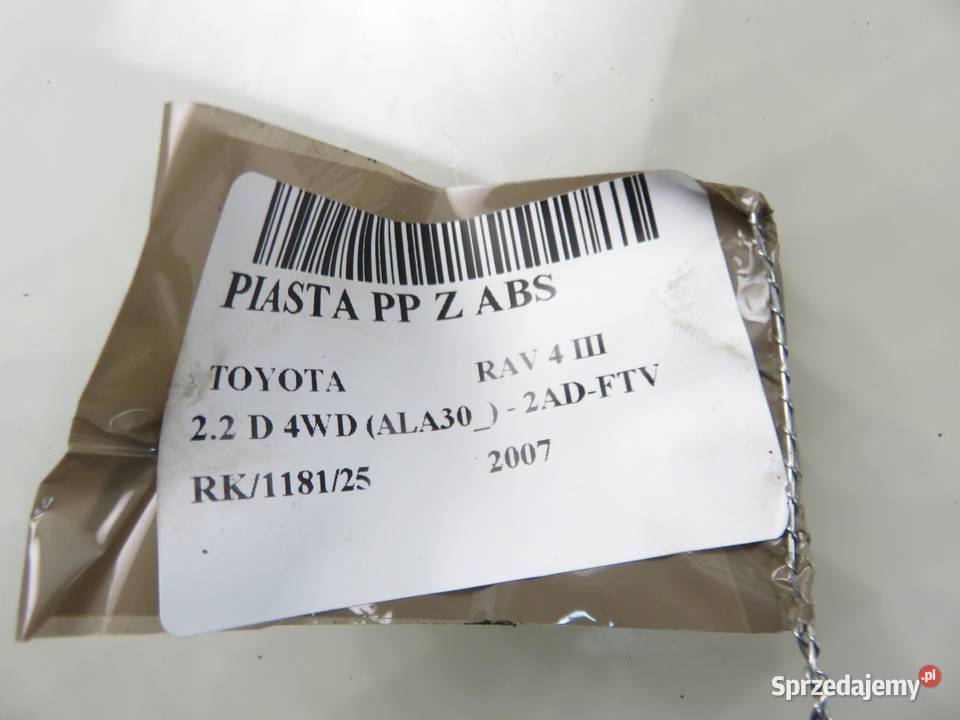 PIASTA PP Z ABS
TOYOTA RAV 4 III
2.2 D 4WD (ALA30_) - 2AD-FTV
RK/1181/25 2007
Sprzedajemy.pl